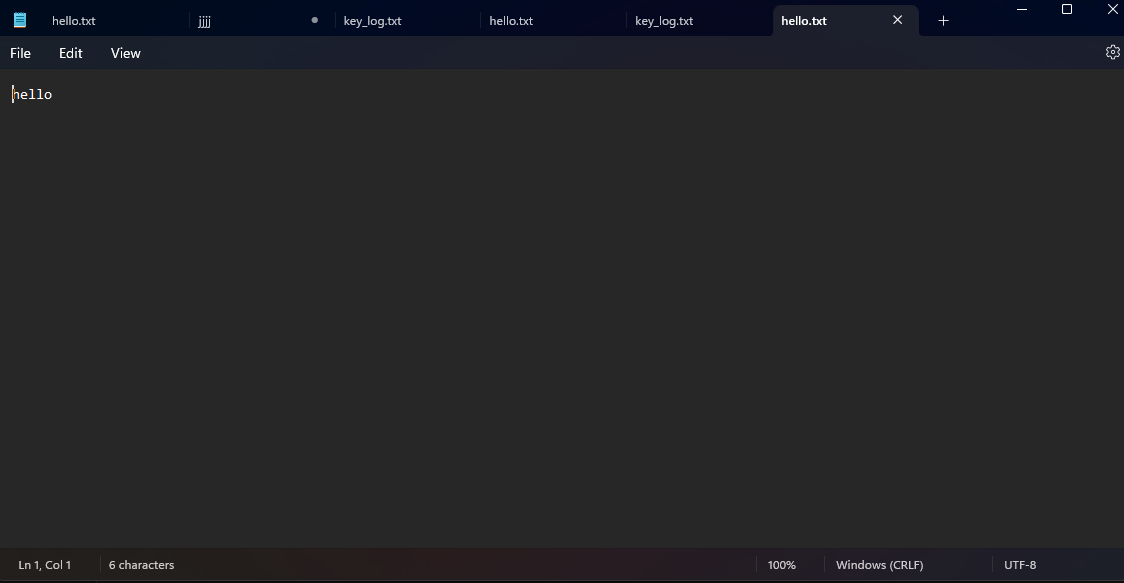 hello.txt jjjj key_log.txt hello.txt key_log.txt hello.txt
File Edit View
hello
Ln 1, Col 1 6 characters 100% Windows (CRLF) UTF-8